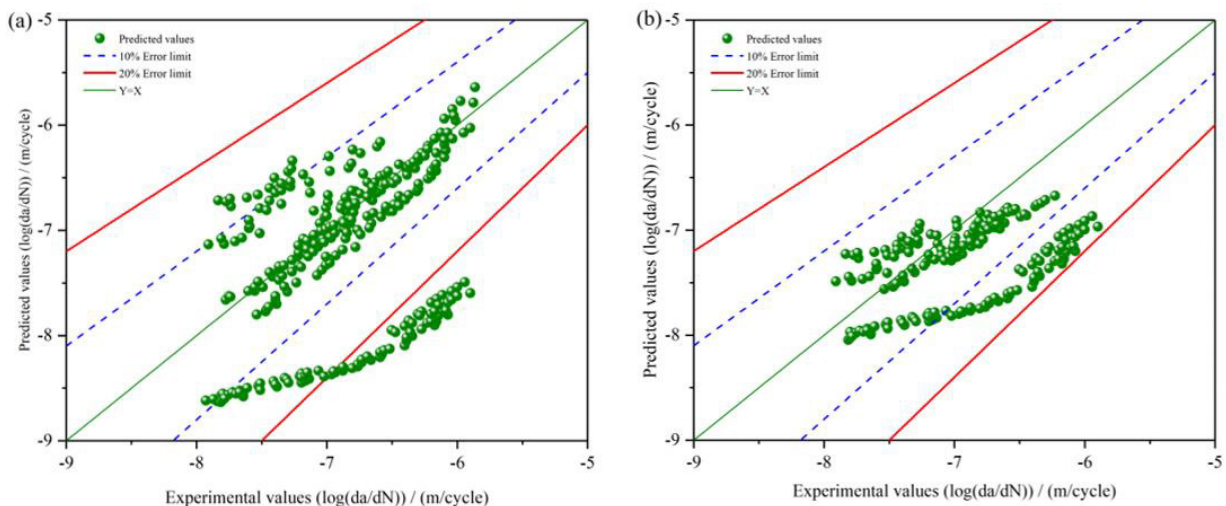 (a)
-5
-6
-7
-8
-9
Predicted values (log(da/dN)) / (m/cycle)
Predicted values
10% Error limit
20% Error limit
Y=X
-9 -8 -7 -6 -5
Experimental values (log(da/dN)) / (m/cycle)
(b)
-5
-6
-7
-8
-9
Predicted values (log(da/dN)) / (m/cycle)
Predicted values
10% Error limit
20% Error limit
Y=X
-9 -8 -7 -6 -5
Experimental values (log(da/dN)) / (m/cycle)